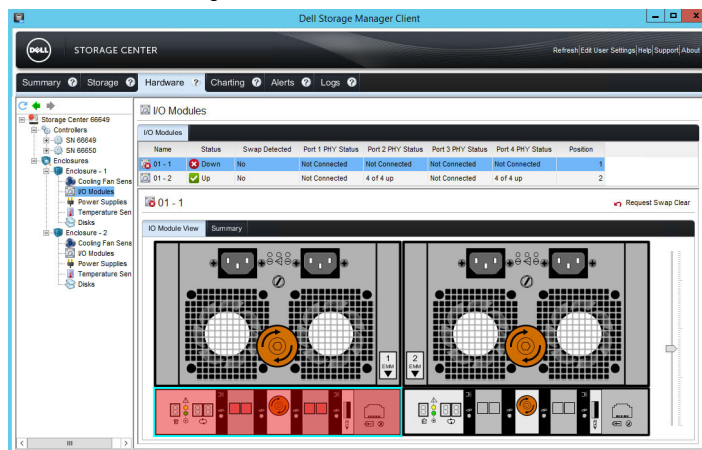 Dell Storage Manager Client
DELL
STORAGE CENTER
Refresh|Edit User Settings|Help|Support|About
Summary ? Storage ? Hardware ? Charting ? Alerts ? Logs ?
Storage Center 66649
Controllers
SN 66649
SN 66650
Enclosures
Enclosure - 1
Cooling Fan Sens
I/O Modules
Power Supplies
Temperature Sen
Disks
Enclosure - 2
Cooling Fan Sens
I/O Modules
Power Supplies
Temperature Sen
Disks
I/O Modules
I/O Modules
Name Status Swap Detected Port 1 PHY Status Port 2 PHY Status Port 3 PHY Status Port 4 PHY Status Position
01 - 1 Down No Not Connected Not Connected Not Connected Not Connected 1
01 - 2 Up No Not Connected 4 of 4 up Not Connected 4 of 4 up 2
01 - 1
Request Swap Clear
IO Module View Summary
1
EMM
2
EMM